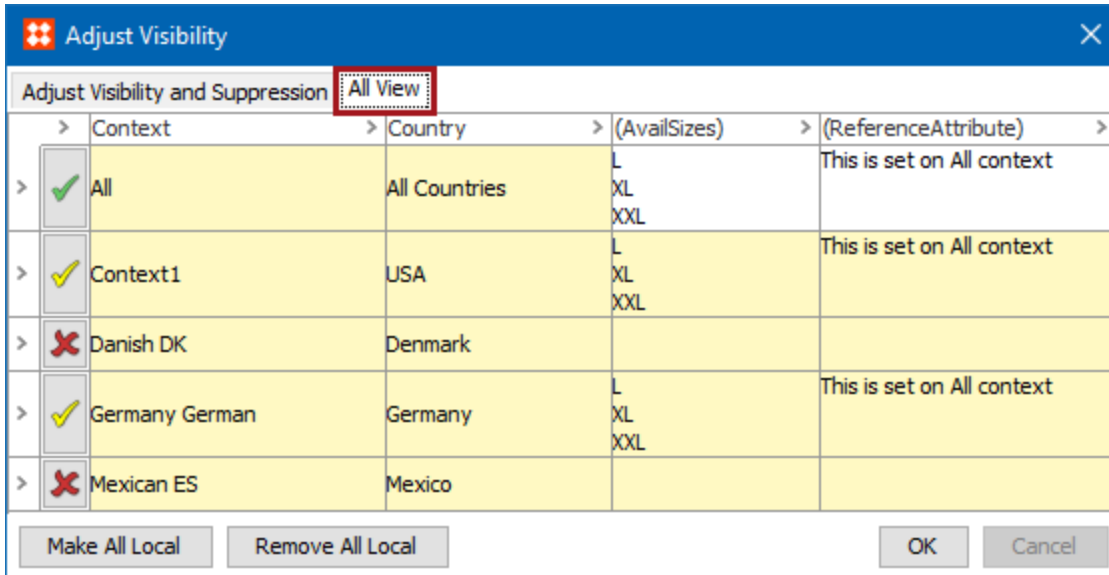 Adjust Visibility
Adjust Visibility and Suppression All View
> Context > Country > (AvailSizes) > (ReferenceAttribute) >
> All All Countries L XL XXL This is set on All context
> Context1 USA L XL XXL This is set on All context
> Danish DK Denmark
> Germany German Germany L XL XXL This is set on All context
> Mexican ES Mexico
Make All Local Remove All Local OK Cancel